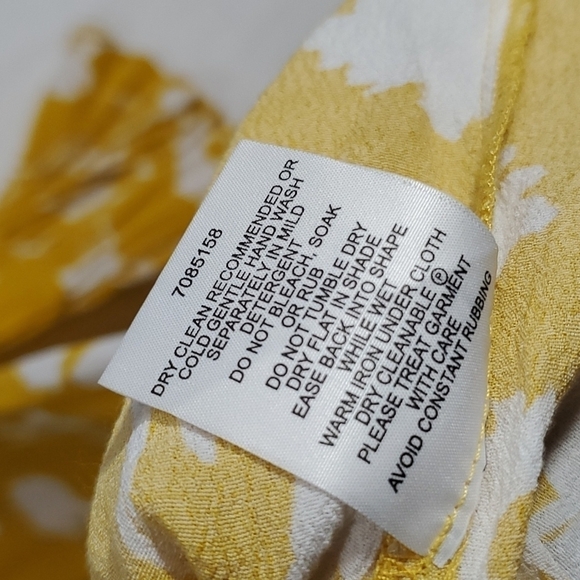 7085158
DRY CLEAN RECOMMENDED OR
COLD GENTLE HAND WASH
SEPARATELY IN MILD
DETERGENT
DO NOT BLEACH, SOAK
OR RUB
DO NOT TUMBLE DRY
DRY FLAT IN SHADE
WHILE WET
EASE BACK INTO SHAPE
WARM IRON UNDER CLOTH
DRY CLEANABLE Ⓟ
PLEASE TREAT GARMENT
WITH CARE
AVOID CONSTANT RUBBING